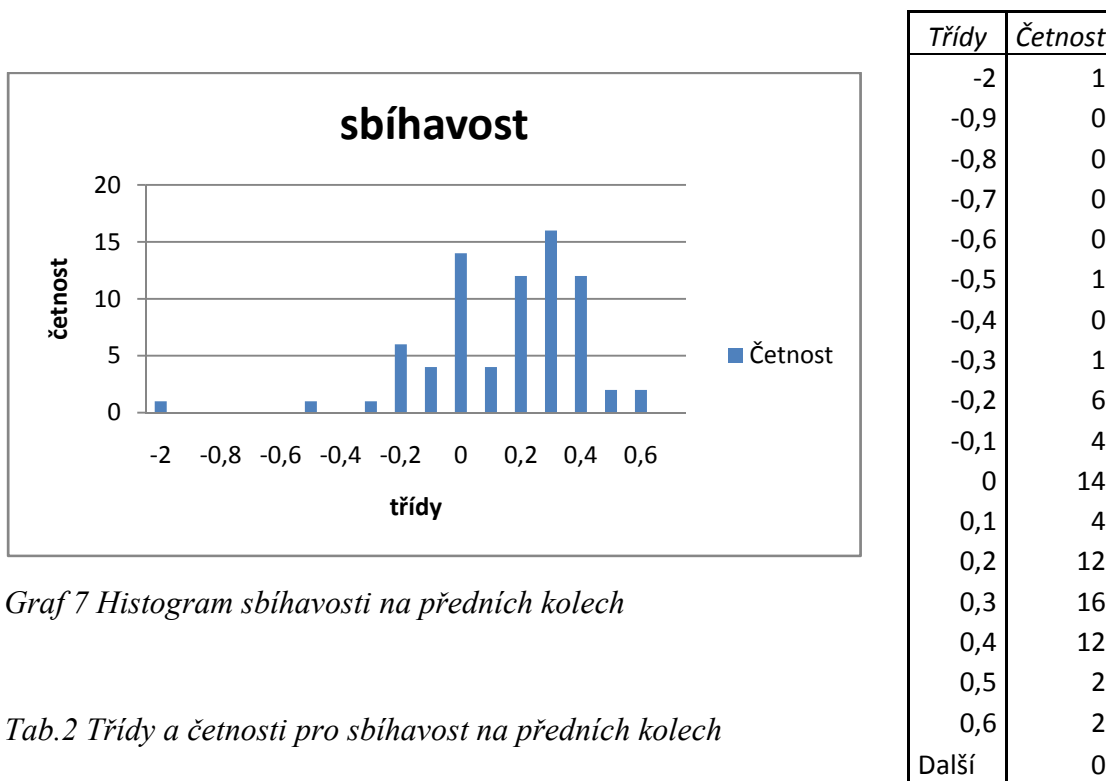 sbíhavost
20
15
10
5
0
četnost
-2 -0,8 -0,6 -0,4 -0,2 0 0,2 0,4 0,6
třídy
Četnost
Graf 7 Histogram sbíhavosti na předních kolech
Tab.2 Třídy a četnosti pro sbíhavost na předních kolech
Třídy Četnost
-2 1
-0,9 0
-0,8 0
-0,7 0
-0,6 0
-0,5 1
-0,4 0
-0,3 1
-0,2 6
-0,1 4
0 14
0,1 4
0,2 12
0,3 16
0,4 12
0,5 2
0,6 2
Další 0